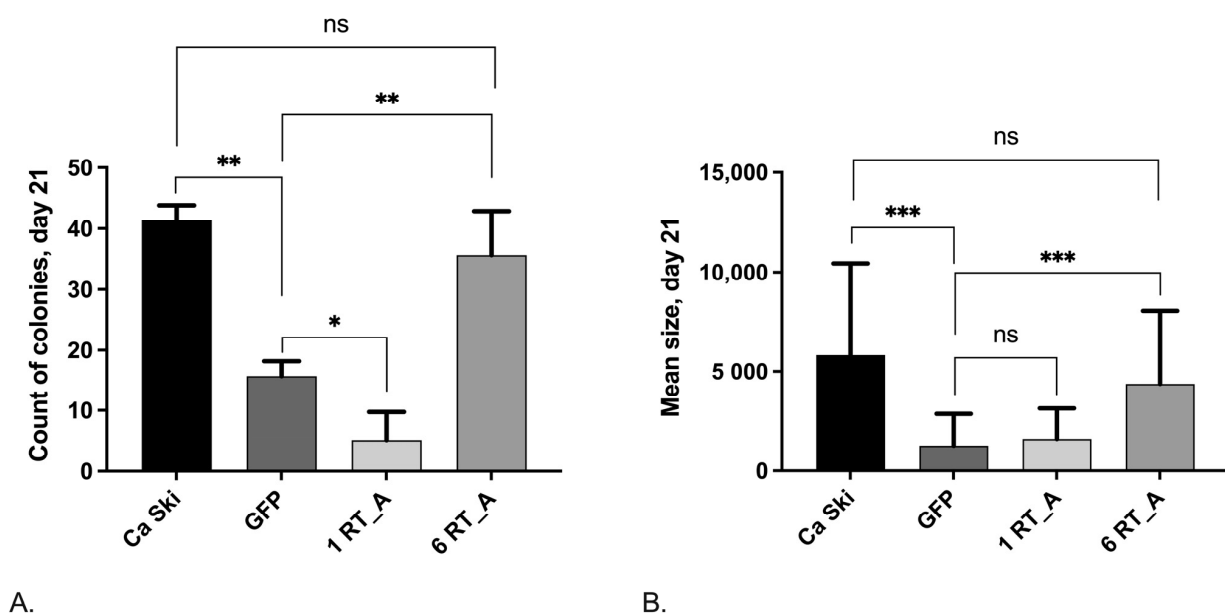 ns
**
**
*
50
40
30
20
10
0
Count of colonies, day 21
Ca Ski
GFP
1 RT_A
6 RT_A
A.
ns
***
***
ns
15,000
10,000
5 000
0
Mean size, day 21
Ca Ski
GFP
1 RT_A
6 RT_A
B.